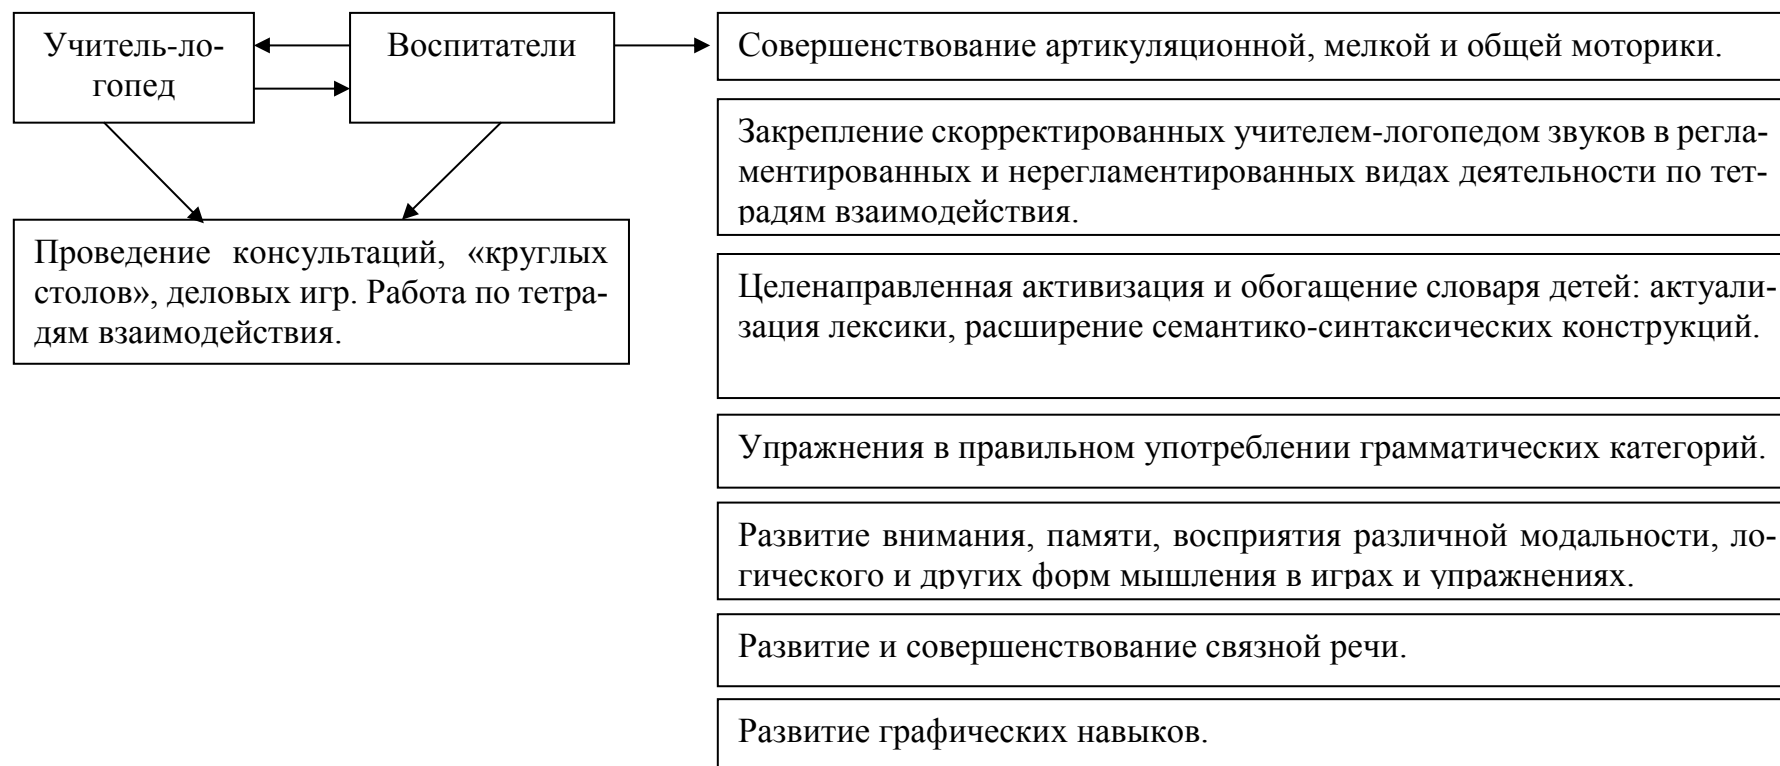 Учитель-ло-
гопед
Воспитатели
Совершенствование артикуляционной, мелкой и общей моторики.
Закрепление скорректированных учителем-логопедом звуков в регла-
ментированных и нерегламентированных видах деятельности по тет-
радям взаимодействия.
Проведение консультаций, «круглых
столов», деловых игр. Работа по тетра-
дям взаимодействия.
Целенаправленная активизация и обогащение словаря детей: актуали-
зация лексики, расширение семантико-синтаксических конструкций.
Упражнения в правильном употреблении грамматических категорий.
Развитие внимания, памяти, восприятия различной модальности, ло-
гического и других форм мышления в играх и упражнениях.
Развитие и совершенствование связной речи.
Развитие графических навыков.